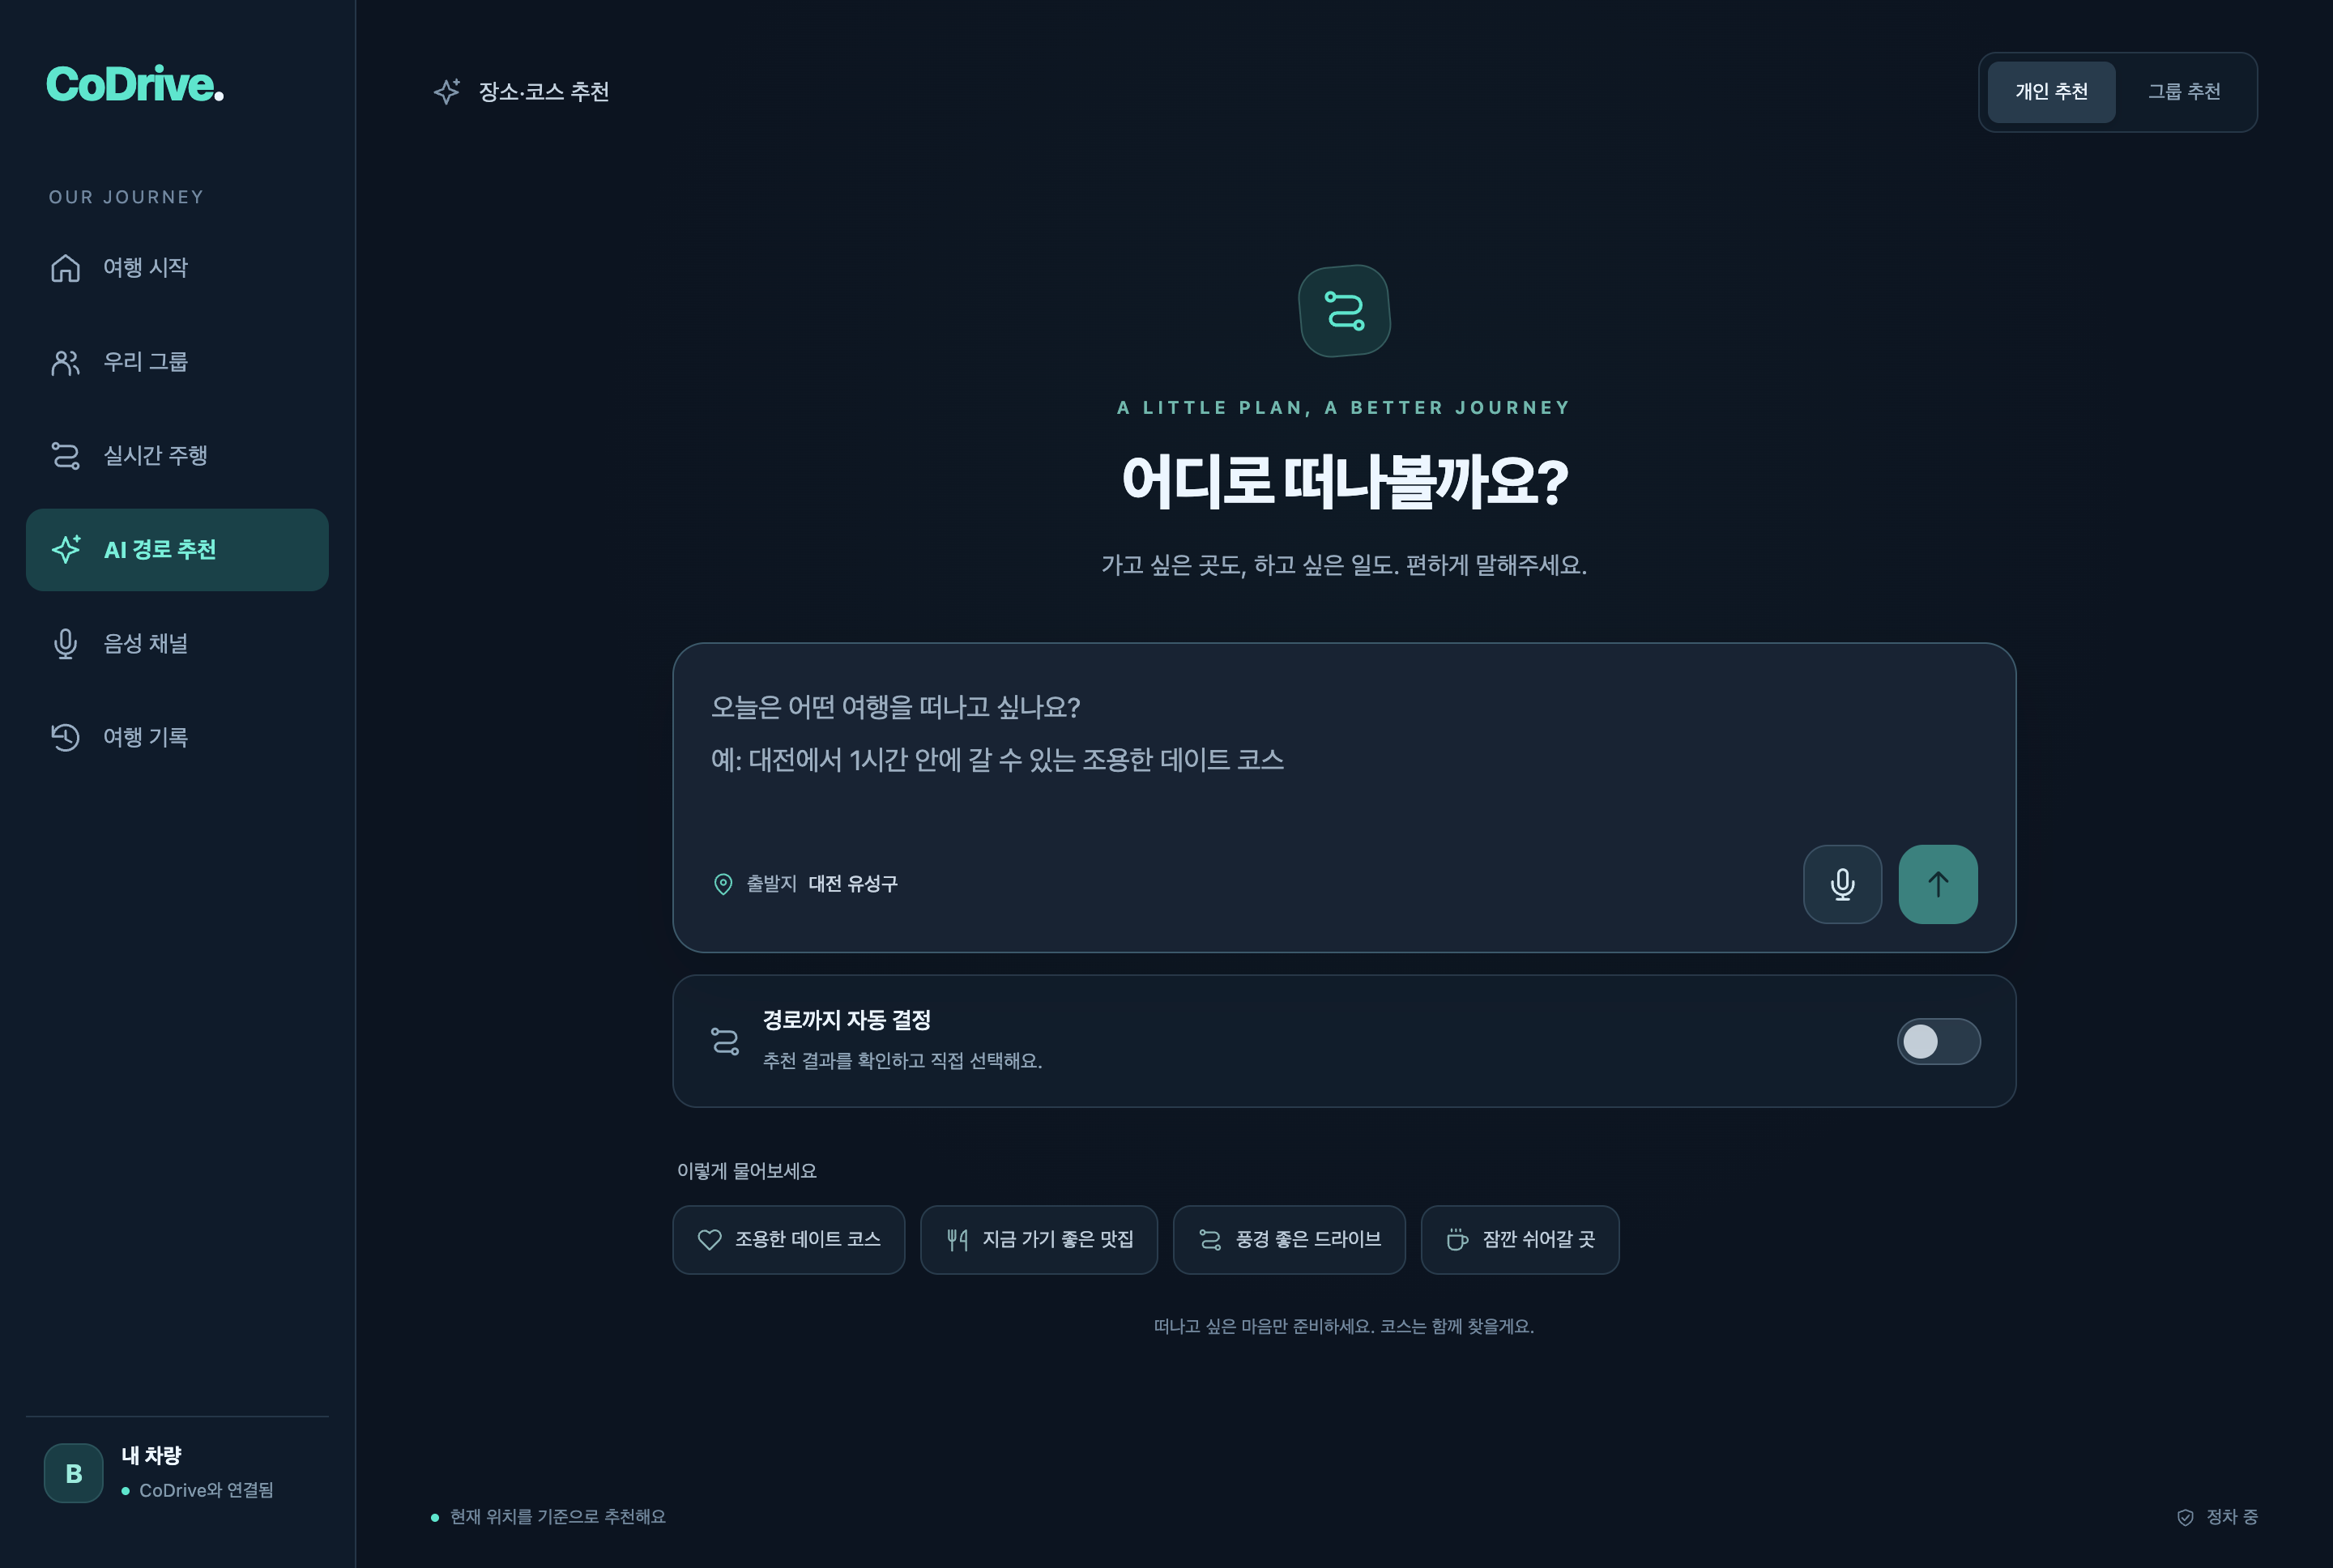 CoDrive.
OUR JOURNEY
여행 시작
우리 그룹
실시간 주행
AI 경로 추천
음성 채널
여행 기록
B
내 차량
CoDrive와 연결됨
장소·코스 추천
개인 추천
그룹 추천
A LITTLE PLAN, A BETTER JOURNEY
어디로 떠나볼까요?
가고 싶은 곳도, 하고 싶은 일도. 편하게 말해주세요.
오늘은 어떤 여행을 떠나고 싶나요?
예: 대전에서 1시간 안에 갈 수 있는 조용한 데이트 코스
출발지 대전 유성구
경로까지 자동 결정
추천 결과를 확인하고 직접 선택해요.
이렇게 물어보세요
조용한 데이트 코스
지금 가기 좋은 맛집
풍경 좋은 드라이브
잠깐 쉬어갈 곳
떠나고 싶은 마음만 준비하세요. 코스는 함께 찾을게요.
현재 위치를 기준으로 추천해요
정차 중